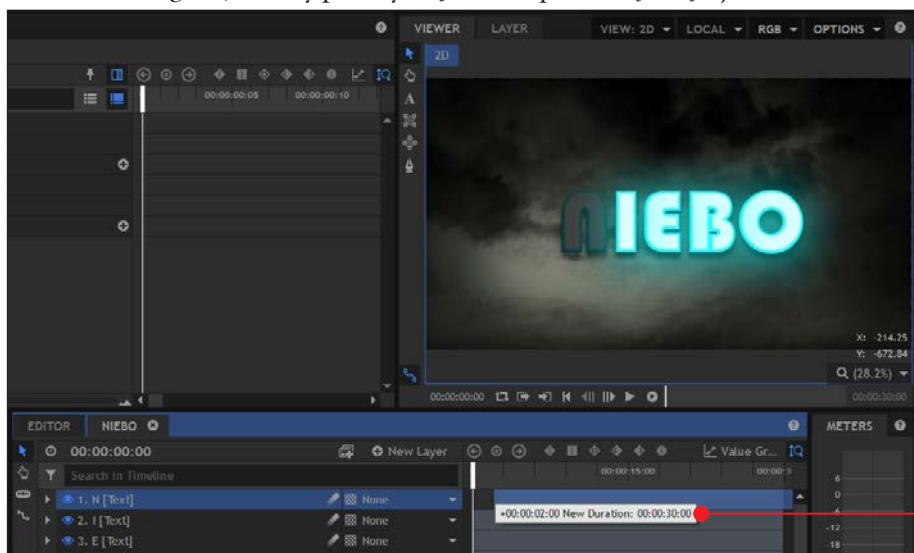 VIEWER LAYER VIEW: 2D LOCAL RGB OPTIONS
2D
00:00:00:05 00:00:00:10
A
nIEBO
X: -214.25
Y: -672.84
(28.2%)
00:00:00:00 00:00:30:00
EDITOR NIEBO METERS
00:00:00:00 New Layer Value Gr...
Search in Timeline 00:00:15:00 00:00:3
1. N [Text] None
+00:00:02:00 New Duration: 00:00:30:00
2. I [Text] None
3. E [Text] None
6
0
-6
-12
-18